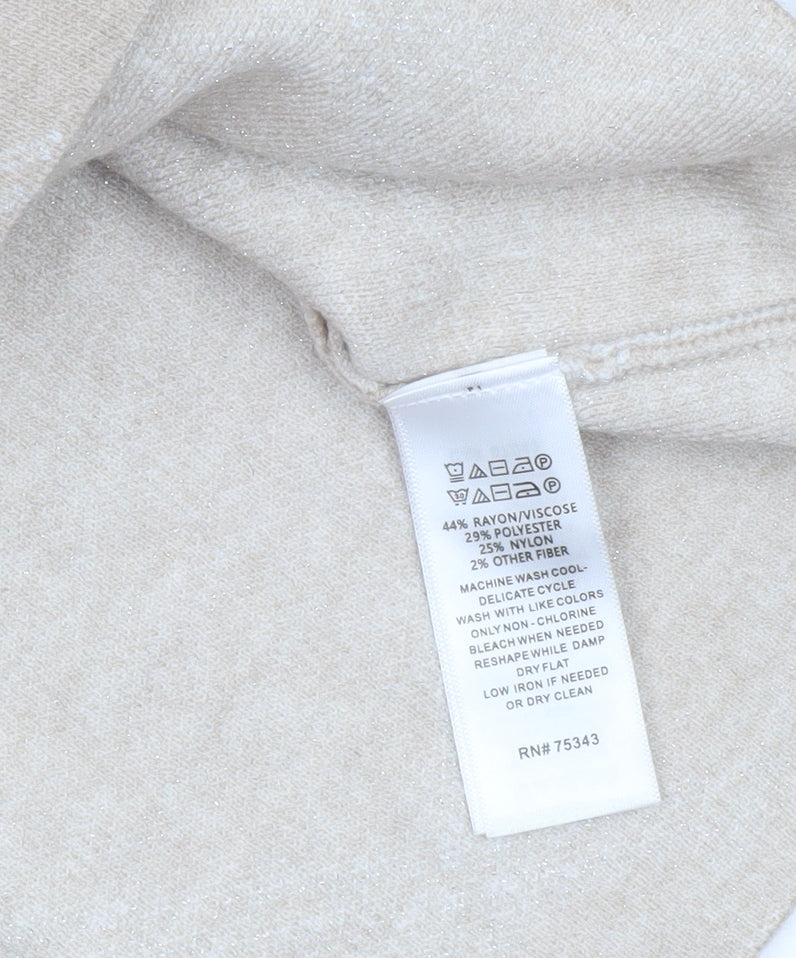 P
30 P
44% RAYON/VISCOSE
29% POLYESTER
25% NYLON
2% OTHER FIBER
MACHINE WASH COOL-
DELICATE CYCLE
WASH WITH LIKE COLORS
ONLY NON-CHLORINE
BLEACH WHEN NEEDED
RESHAPE WHILE DAMP
DRY FLAT
LOW IRON IF NEEDED
OR DRY CLEAN
RN# 75343